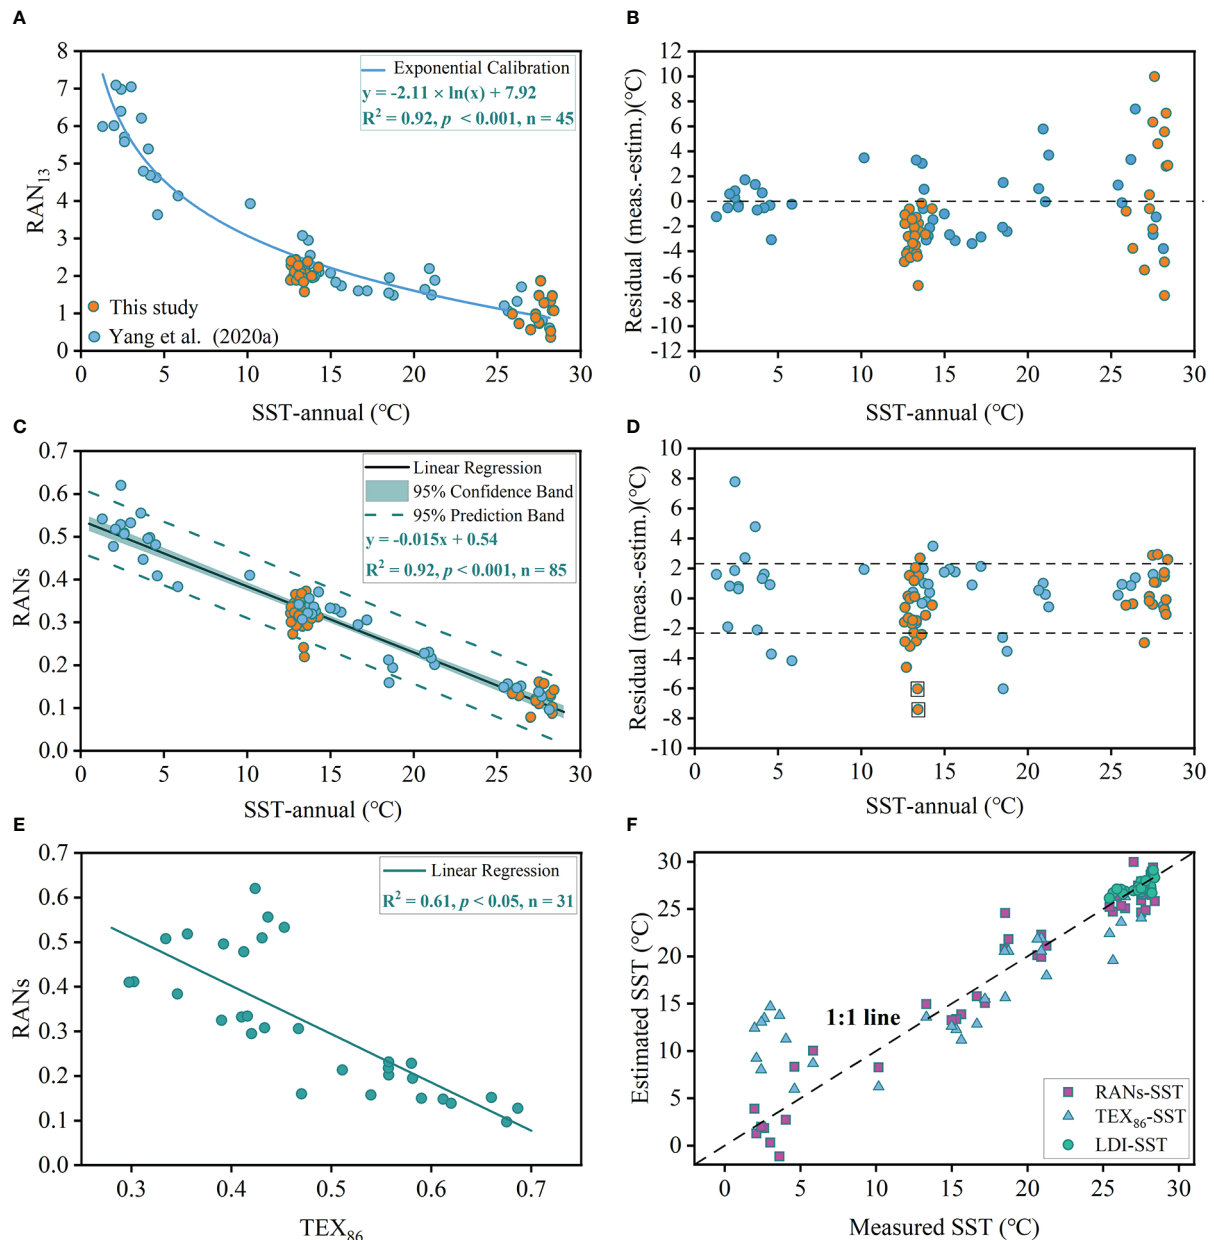 A
RAN13
8
7
6
5
4
3
2
1
0
Exponential Calibration
y = -2.11 × ln(x) + 7.92
R² = 0.92, p < 0.001, n = 45
This study
Yang et al. (2020a)
0 5 10 15 20 25 30
SST-annual (℃)
B
Residual (meas.-estim.)(℃)
12
10
8
6
4
2
0
-2
-4
-6
-8
-10
-12
0 5 10 15 20 25 30
SST-annual (℃)
C
RANs
0.7
0.6
0.5
0.4
0.3
0.2
0.1
0.0
Linear Regression
95% Confidence Band
95% Prediction Band
y = -0.015x + 0.54
R² = 0.92, p < 0.001, n = 85
0 5 10 15 20 25 30
SST-annual (℃)
D
Residual (meas.-estim.)(℃)
10
8
6
4
2
0
-2
-4
-6
-8
-10
0 5 10 15 20 25 30
SST-annual (℃)
E
RANs
0.7
0.6
0.5
0.4
0.3
0.2
0.1
0.0
Linear Regression
R² = 0.61, p < 0.05, n = 31
0.3 0.4 0.5 0.6 0.7
TEX86
F
Estimated SST (℃)
30
25
20
15
10
5
0
1:1 line
RANs-SST
TEX86-SST
LDI-SST
0 5 10 15 20 25 30
Measured SST (℃)